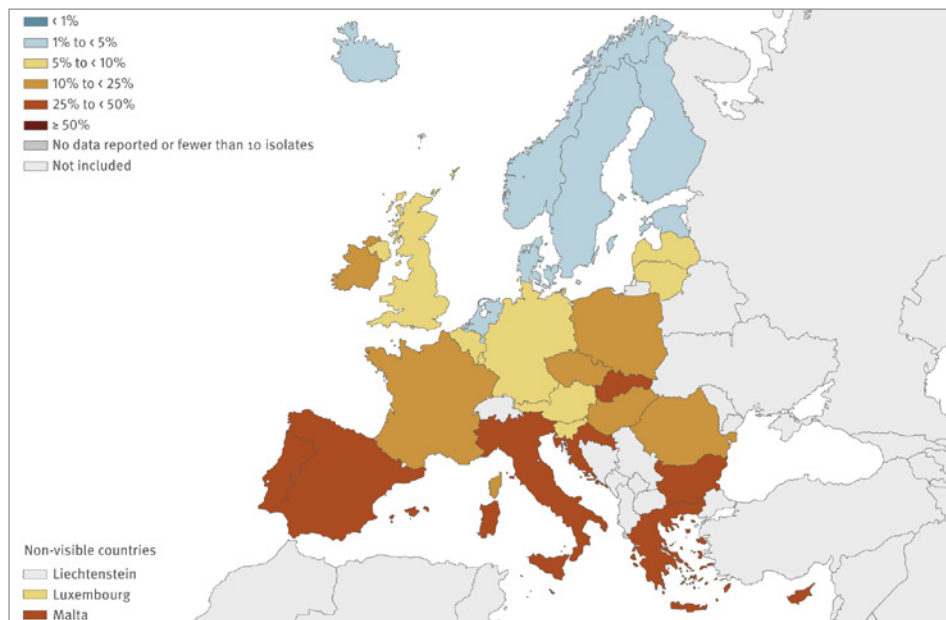 < 1%
1% to < 5%
5% to < 10%
10% to < 25%
25% to < 50%
≥ 50%
No data reported or fewer than 10 isolates
Not included
Non-visible countries
Liechtenstein
Luxembourg
Malta